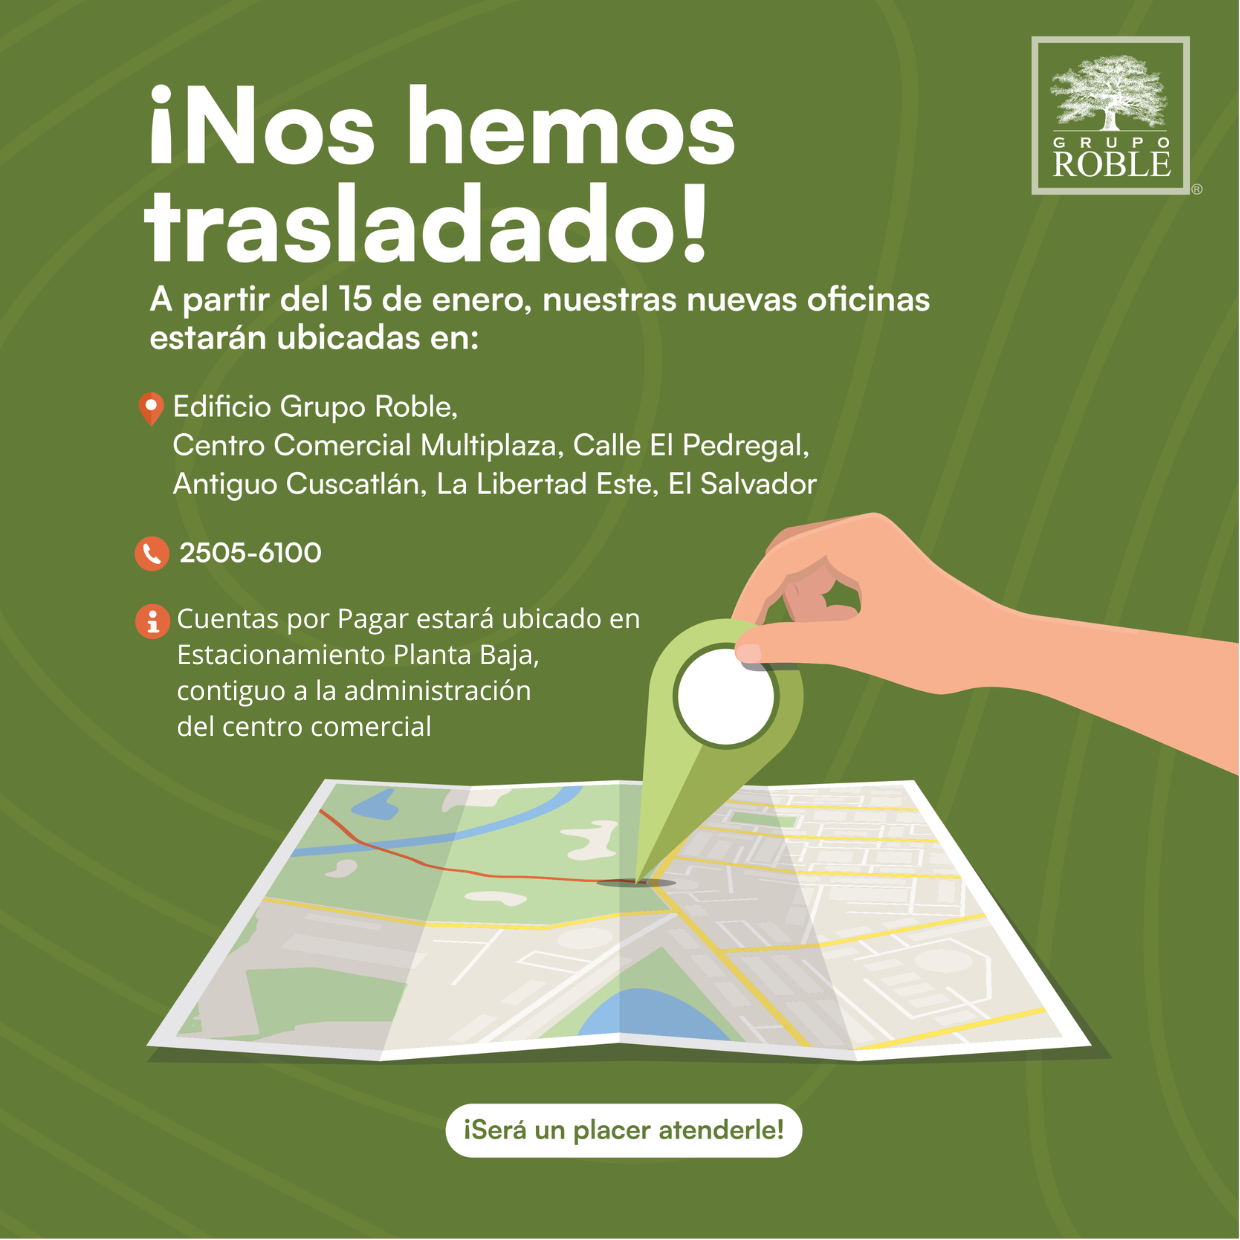 ¡Nos hemos
trasladado!
GRUPO
ROBLE
®
A partir del 15 de enero, nuestras nuevas oficinas
estarán ubicadas en:
Edificio Grupo Roble,
Centro Comercial Multiplaza, Calle El Pedregal,
Antiguo Cuscatlán, La Libertad Este, El Salvador
2505-6100
Cuentas por Pagar estará ubicado en
Estacionamiento Planta Baja,
contiguo a la administración
del centro comercial
¡Será un placer atenderle!